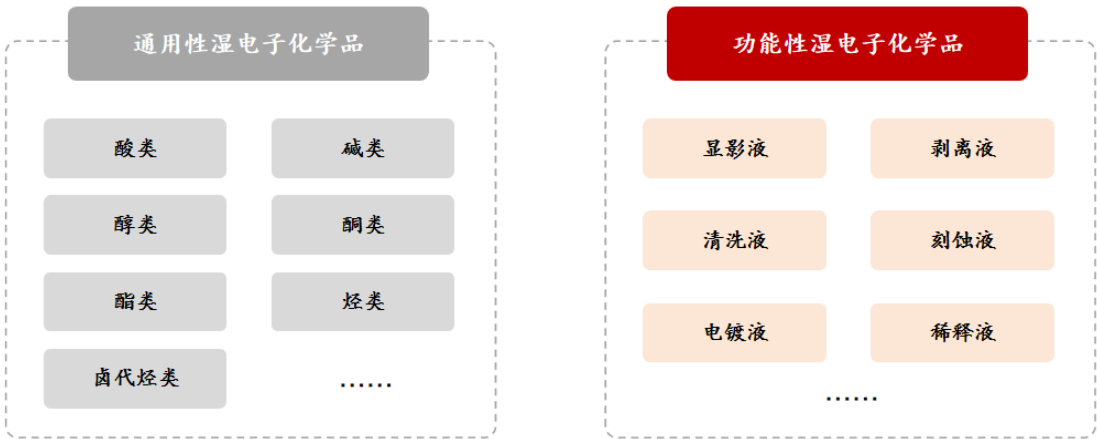 通用性湿电子化学品
酸类
碱类
醇类
酮类
酯类
烃类
卤代烃类
......
功能性湿电子化学品
显影液
剥离液
清洗液
刻蚀液
电镀液
稀释液
......